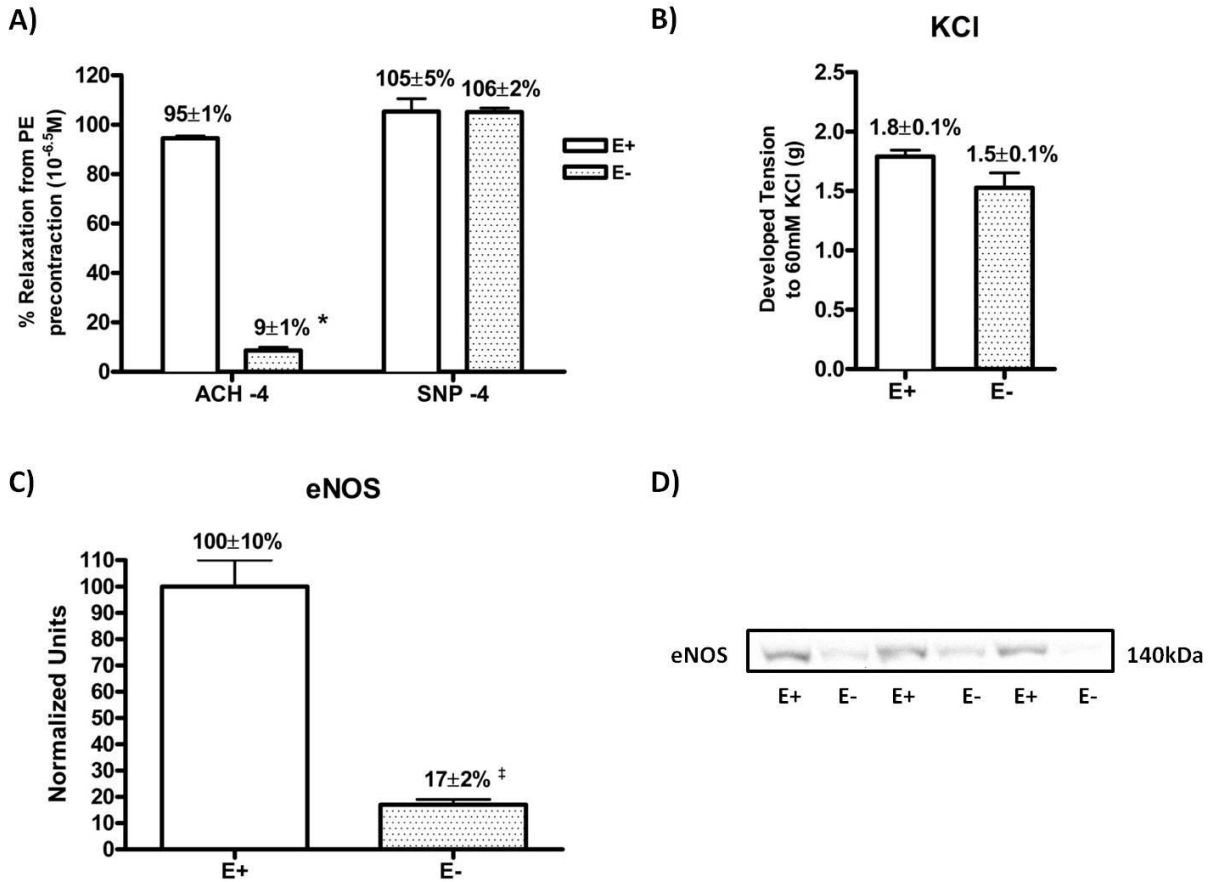 A)
% Relaxation from PE
precontraction (10-6.5M)
120
100
80
60
40
20
0
95±1%
9±1% *
105±5%
106±2%
ACH -4
SNP -4
E+
E-
B)
KCl
Developed Tension
to 60mM KCl (g)
2.5
2.0
1.5
1.0
0.5
0.0
1.8±0.1%
1.5±0.1%
E+
E-
C)
eNOS
Normalized Units
110
100
90
80
70
60
50
40
30
20
10
0
100±10%
17±2% ‡
E+
E-
D)
eNOS
140kDa
E+ E- E+ E- E+ E-